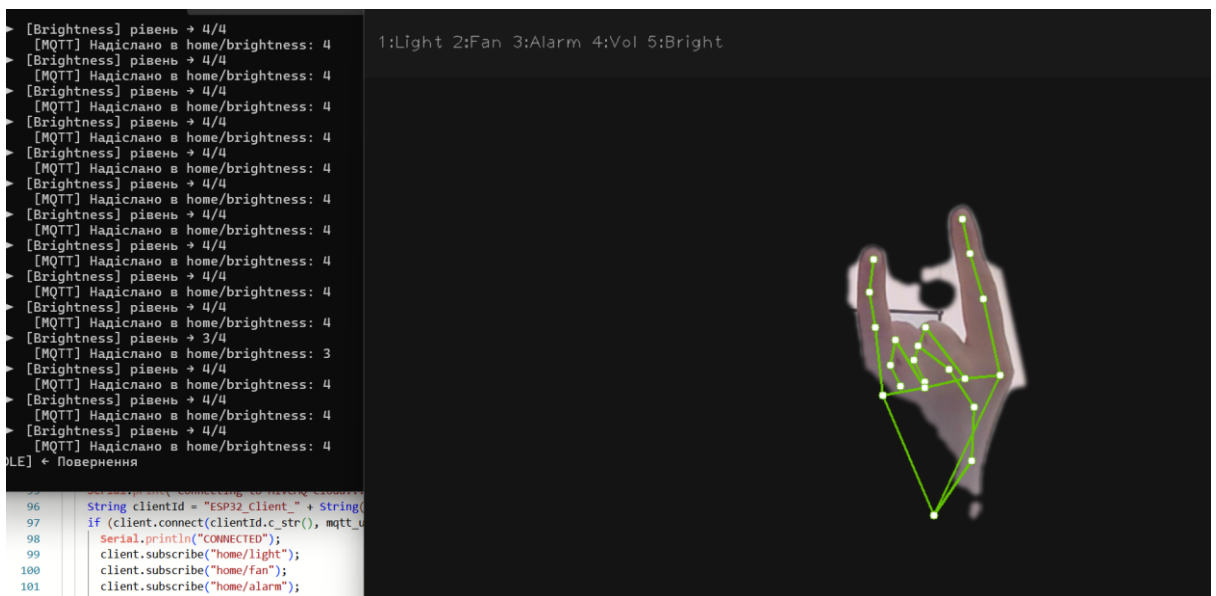 [Brightness] рівень → 4/4
[MQTT] Надіслано в home/brightness: 4
[Brightness] рівень → 4/4
[MQTT] Надіслано в home/brightness: 4
[Brightness] рівень → 4/4
[MQTT] Надіслано в home/brightness: 4
[Brightness] рівень → 4/4
[MQTT] Надіслано в home/brightness: 4
[Brightness] рівень → 4/4
[MQTT] Надіслано в home/brightness: 4
[Brightness] рівень → 4/4
[MQTT] Надіслано в home/brightness: 4
[Brightness] рівень → 4/4
[MQTT] Надіслано в home/brightness: 4
[Brightness] рівень → 4/4
[MQTT] Надіслано в home/brightness: 4
[Brightness] рівень → 4/4
[MQTT] Надіслано в home/brightness: 4
[Brightness] рівень → 4/4
[MQTT] Надіслано в home/brightness: 4
[Brightness] рівень → 3/4
[MQTT] Надіслано в home/brightness: 3
[Brightness] рівень → 4/4
[MQTT] Надіслано в home/brightness: 4
[Brightness] рівень → 4/4
[MQTT] Надіслано в home/brightness: 4
[Brightness] рівень → 4/4
[MQTT] Надіслано в home/brightness: 4
DLE] ← Повернення
1:Light 2:Fan 3:Alarm 4:Vol 5:Bright
96 String clientId = "ESP32_Client_" + String(
97 if (client.connect(clientId.c_str(), mqtt_u
98 Serial.println("CONNECTED");
99 client.subscribe("home/light");
100 client.subscribe("home/fan");
101 client.subscribe("home/alarm");